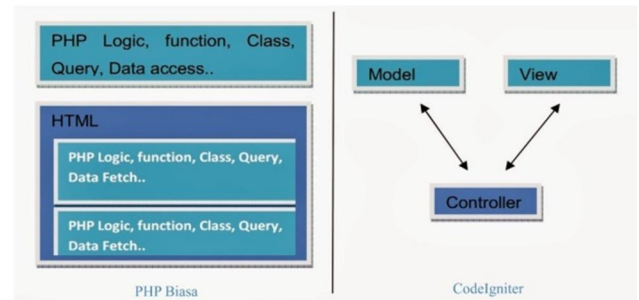 PHP Logic, function, Class,
Query, Data access..
HTML
PHP Logic, function, Class, Query,
Data Fetch..
PHP Logic, function, Class, Query,
Data Fetch..
PHP Biasa
Model
View
Controller
CodeIgniter